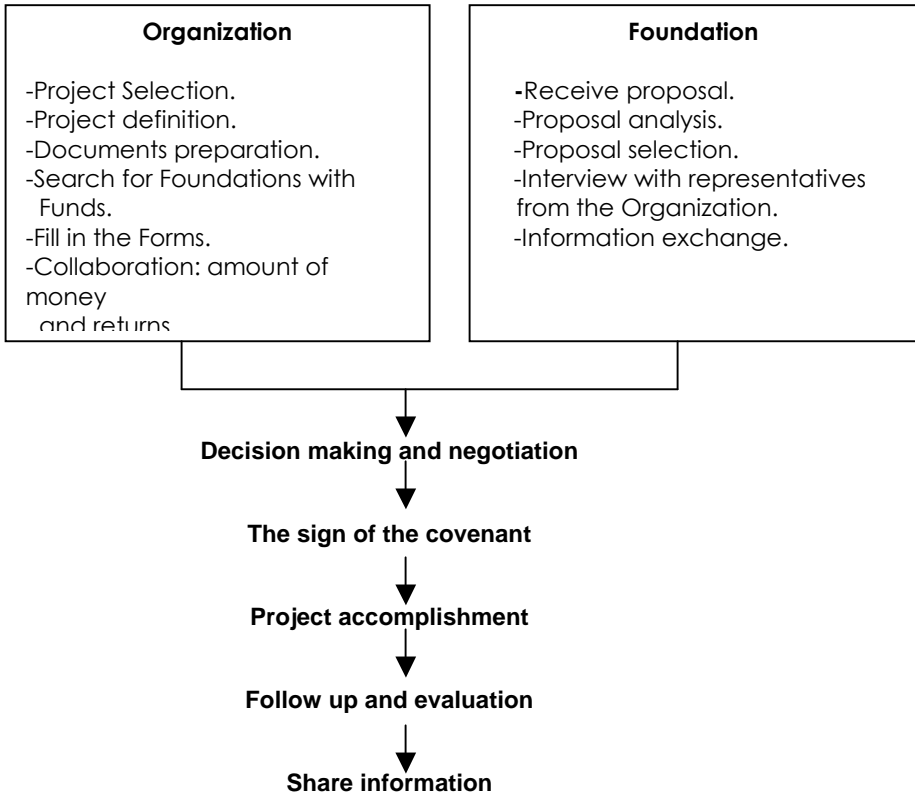 Organization
-Project Selection.
-Project definition.
-Documents preparation.
-Search for Foundations with
Funds.
-Fill in the Forms.
-Collaboration: amount of
money
and returns
Foundation
-Receive proposal.
-Proposal analysis.
-Proposal selection.
-Interview with representatives
from the Organization.
-Information exchange.
Decision making and negotiation
The sign of the covenant
Project accomplishment
Follow up and evaluation
Share information